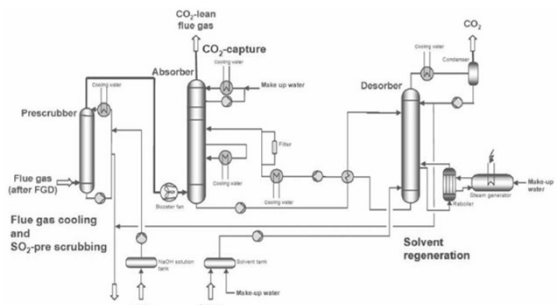 CO2-lean
flue gas
CO2
CO2-capture
Cooling water
Condenser
Absorber
Cooling water
Make up water
Desorber
Cooling water
Prescrubber
Filter
Flue gas
(after FGD)
Cooling water
Booster fan
Cooling water
Reboiler
Steam generator
Make-up
water
Flue gas cooling
and
SO2-pre scrubbing
Solvent
regeneration
NaOH solution
tank
Solvent tank
Make-up water